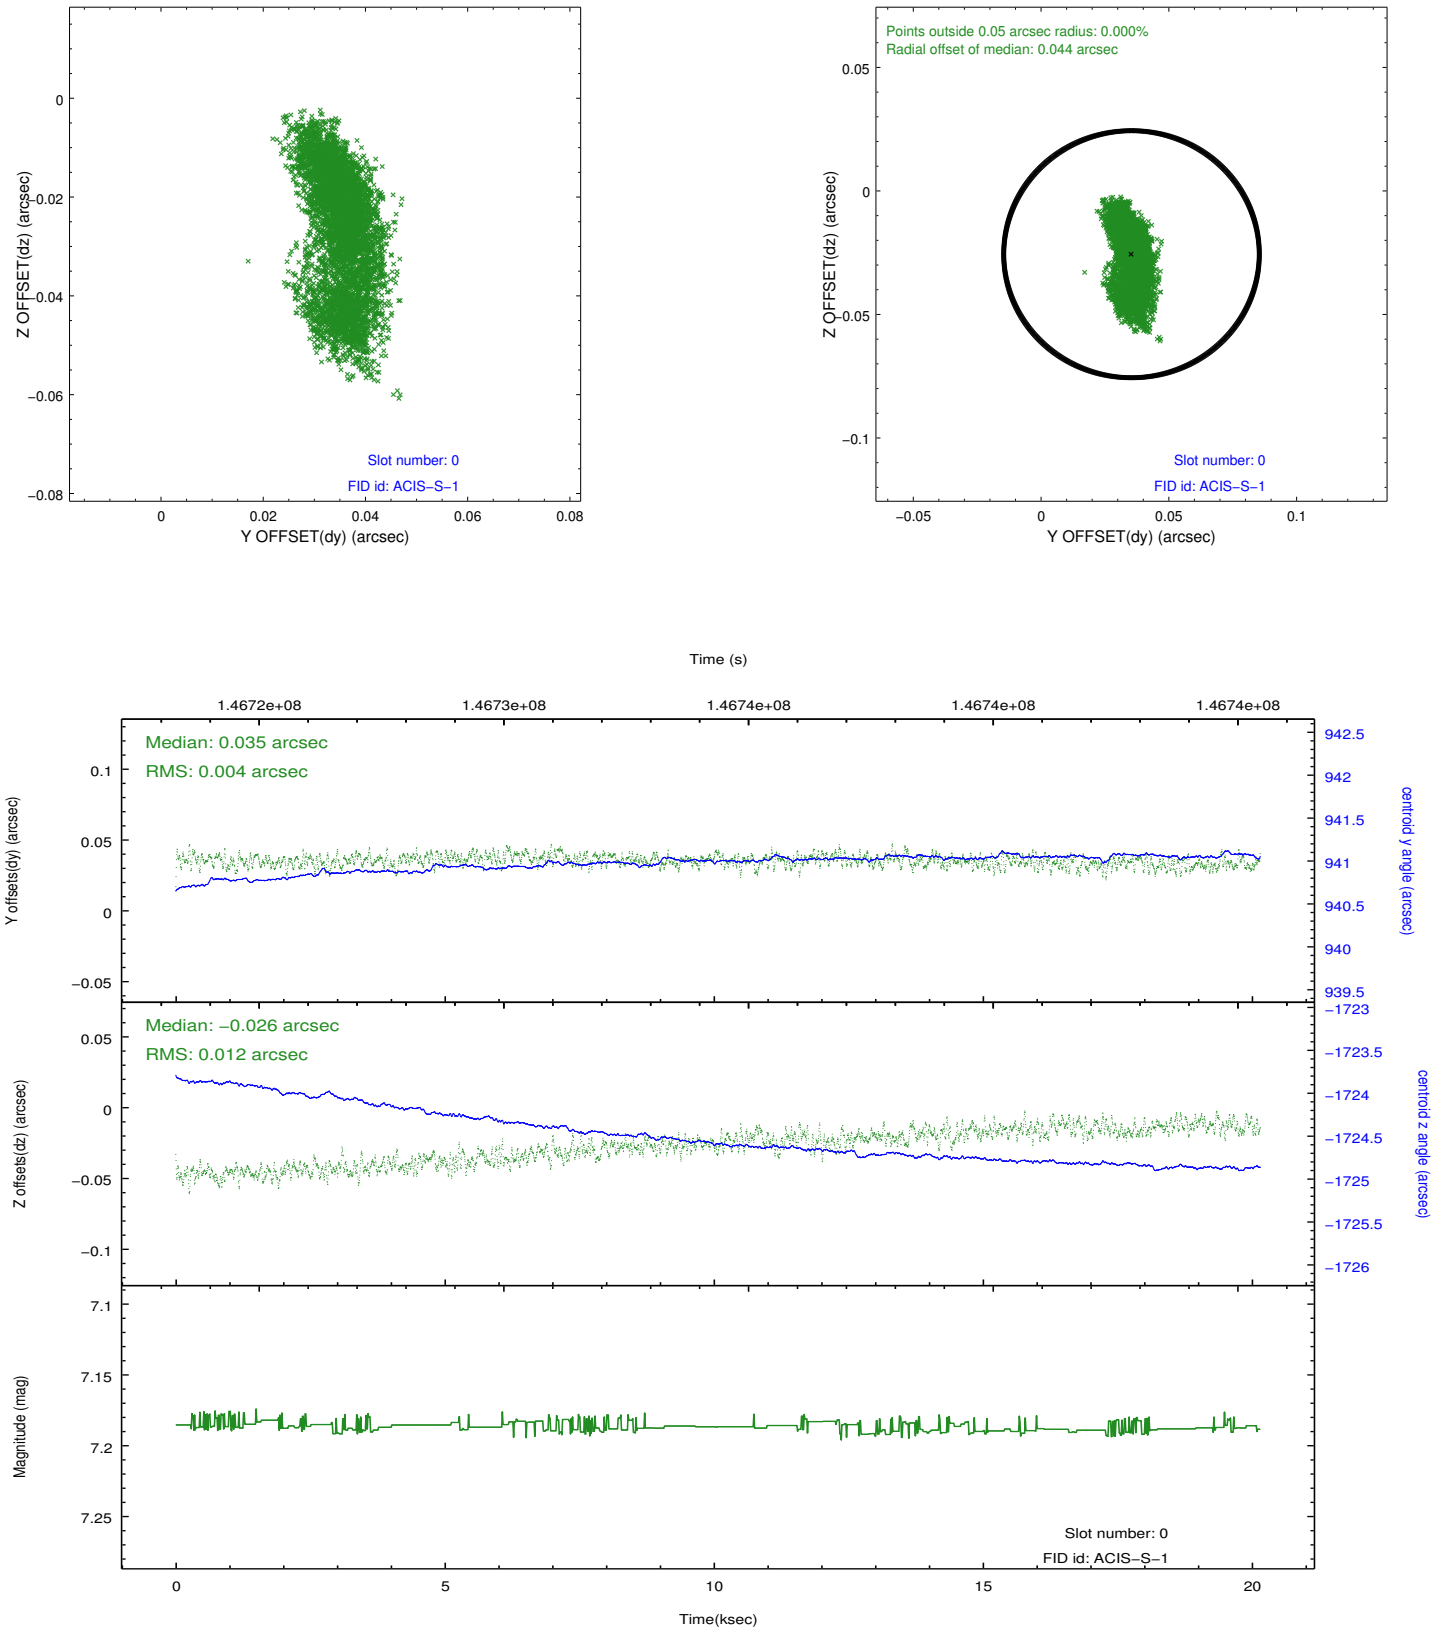 0
−0.02
−0.04
−0.06
−0.08
Z OFFSET(dz) (arcsec)
Slot number: 0
FID id: ACIS−S−1
0
0.02
0.04
0.06
0.08
Y OFFSET(dy) (arcsec)
Points outside 0.05 arcsec radius: 0.000%
Radial offset of median: 0.044 arcsec
0.05
0
−0.05
−0.1
Z OFFSET(dz) (arcsec)
Slot number: 0
FID id: ACIS−S−1
−0.05
0
0.05
0.1
Y OFFSET(dy) (arcsec)
Time (s)
1.4672e+08
1.4673e+08
1.4674e+08
1.4674e+08
1.4674e+08
Median: 0.035 arcsec
RMS: 0.004 arcsec
0.1
0.05
0
−0.05
Y offsets(dy) (arcsec)
942.5
942
941.5
941
940.5
940
939.5
centroid y angle (arcsec)
Median: −0.026 arcsec
RMS: 0.012 arcsec
0.05
0
−0.05
−0.1
Z offsets(dz) (arcsec)
−1723
−1723.5
−1724
−1724.5
−1725
−1725.5
−1726
centroid z angle (arcsec)
7.1
7.15
7.2
7.25
Magnitude (mag)
Slot number: 0
FID id: ACIS−S−1
0
5
10
15
20
Time(ksec)